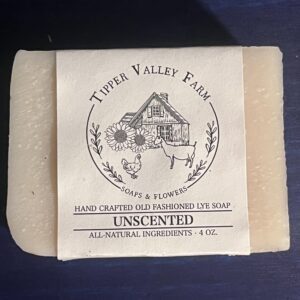 TIPPER VALLEY FARM
SOAPS & FLOWERS
HAND CRAFTED OLD FASHIONED LYE SOAP
UNSCENTED
ALL-NATURAL INGREDIENTS - 4 OZ.